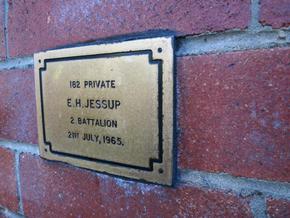 182 PRIVATE
E.H. JESSUP
2 BATTALION
21ST JULY, 1965.